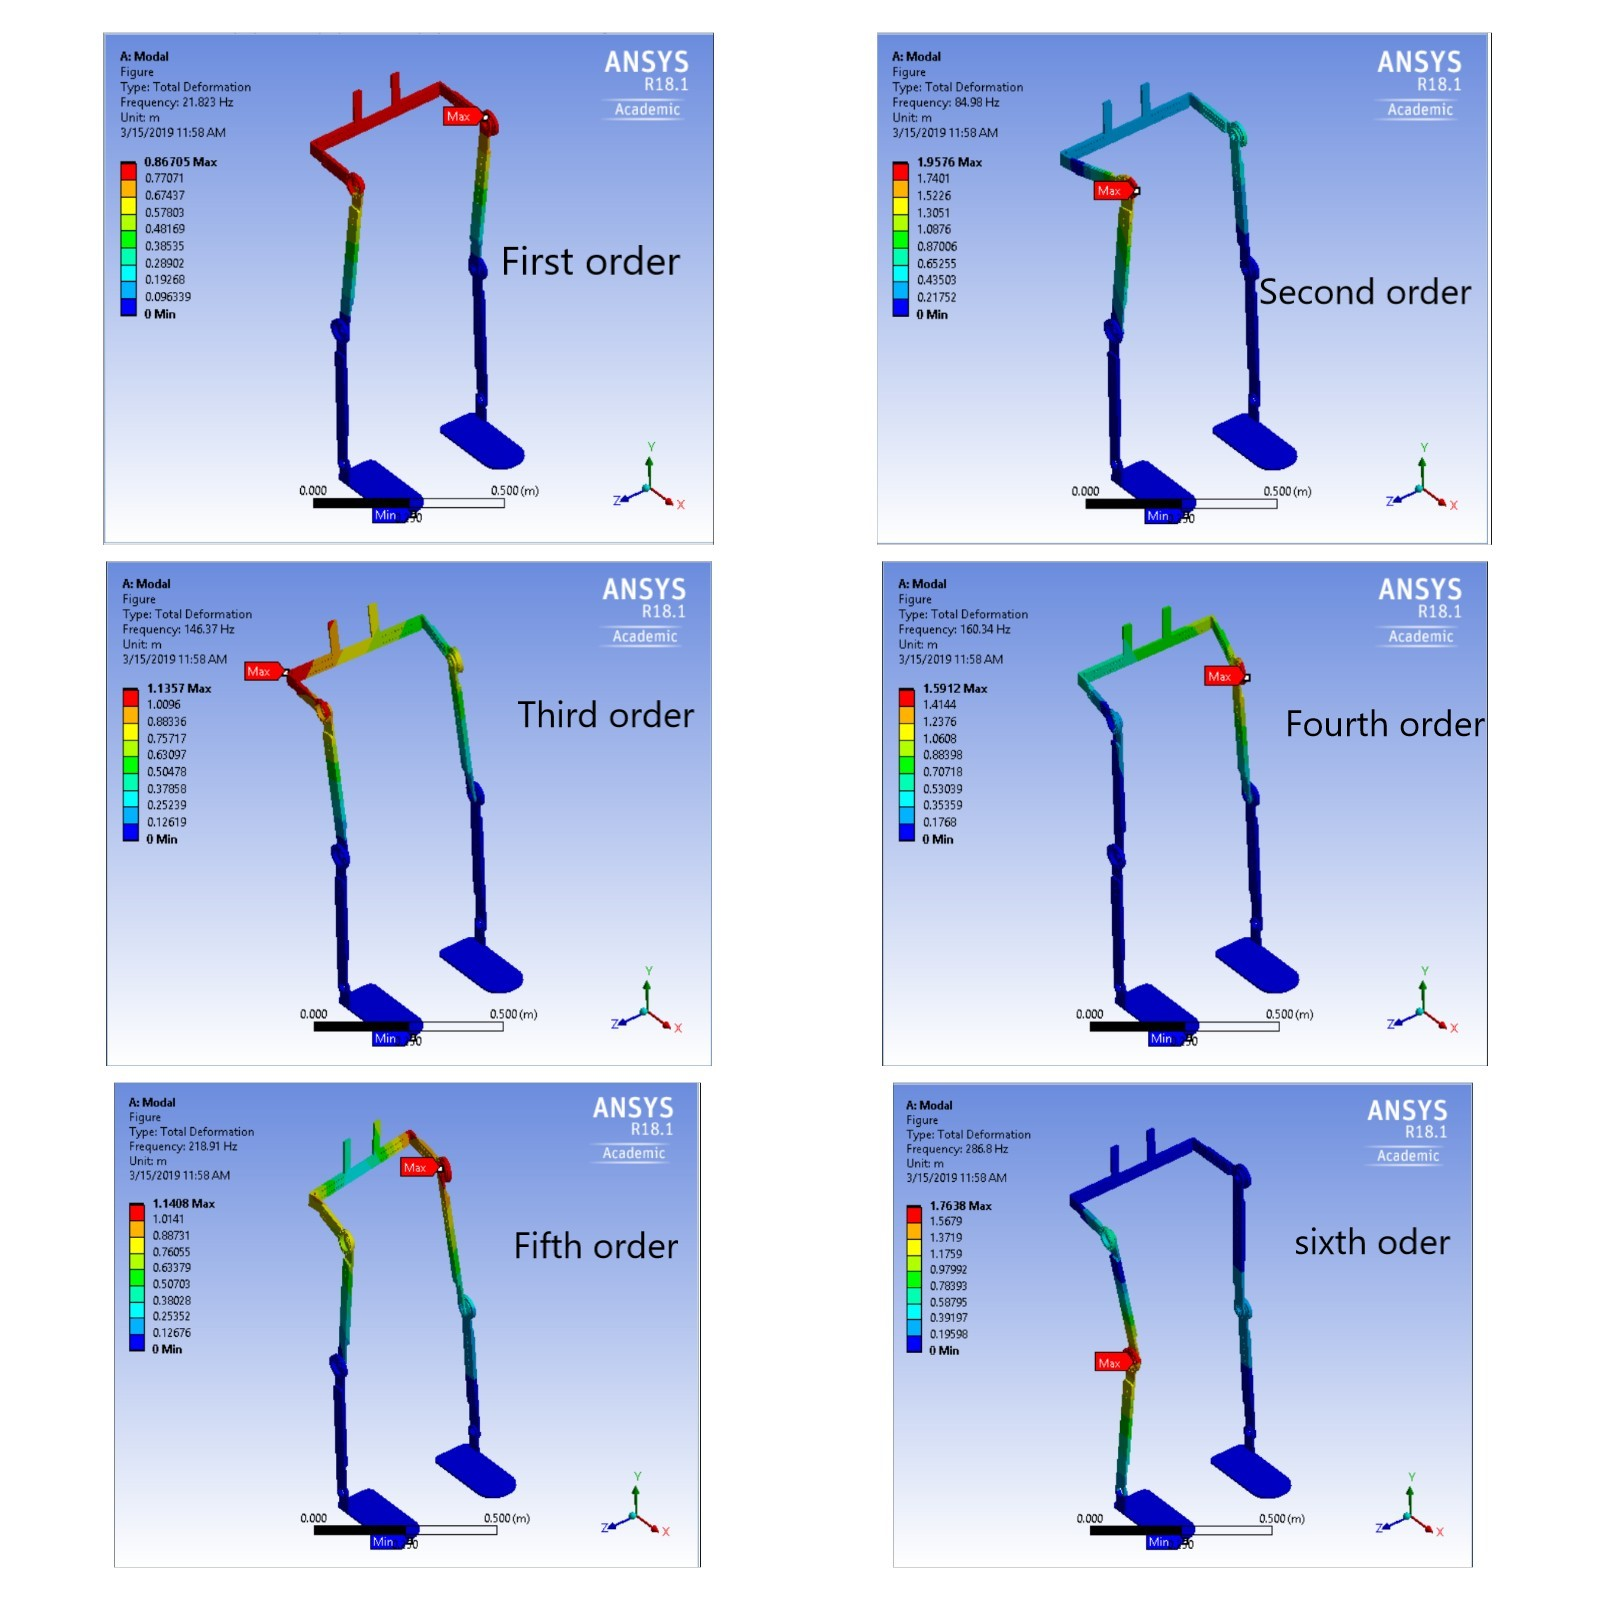 A: Modal
Figure
Type: Total Deformation
Frequency: 21.823 Hz
Unit: m
3/15/2019 11:58 AM
ANSYS
R18.1
Academic
0.86705 Max
0.77071
0.67437
0.57803
0.48169
0.38535
0.28902
0.19268
0.096339
0 Min
Max
First order
0.000
0.500 (m)
Min
Y
Z
X
A: Modal
Figure
Type: Total Deformation
Frequency: 84.98 Hz
Unit: m
3/15/2019 11:58 AM
ANSYS
R18.1
Academic
1.9576 Max
1.7401
1.5226
1.3051
1.0876
0.87006
0.65255
0.43503
0.21752
0 Min
Max
Second order
0.000
0.500 (m)
Min
Y
Z
X
A: Modal
Figure
Type: Total Deformation
Frequency: 146.37 Hz
Unit: m
3/15/2019 11:58 AM
ANSYS
R18.1
Academic
1.1357 Max
1.0096
0.88336
0.75717
0.63097
0.50478
0.37858
0.25239
0.12619
0 Min
Max
Third order
0.000
0.500 (m)
Min
Y
Z
X
A: Modal
Figure
Type: Total Deformation
Frequency: 160.34 Hz
Unit: m
3/15/2019 11:58 AM
ANSYS
R18.1
Academic
1.5912 Max
1.4144
1.2376
1.0608
0.88398
0.70718
0.53039
0.35359
0.1768
0 Min
Max
Fourth order
0.000
0.500 (m)
Min
Y
Z
X
A: Modal
Figure
Type: Total Deformation
Frequency: 218.91 Hz
Unit: m
3/15/2019 11:58 AM
ANSYS
R18.1
Academic
1.1408 Max
1.0141
0.88731
0.76055
0.63379
0.50703
0.38028
0.25352
0.12676
0 Min
Max
Fifth order
0.000
0.500 (m)
Min
Y
Z
X
A: Modal
Figure
Type: Total Deformation
Frequency: 286.8 Hz
Unit: m
3/15/2019 11:58 AM
ANSYS
R18.1
Academic
1.7638 Max
1.5679
1.3719
1.1759
0.97992
0.78393
0.58795
0.39197
0.19598
0 Min
Max
sixth oder
0.000
0.500 (m)
Min
Y
Z
X